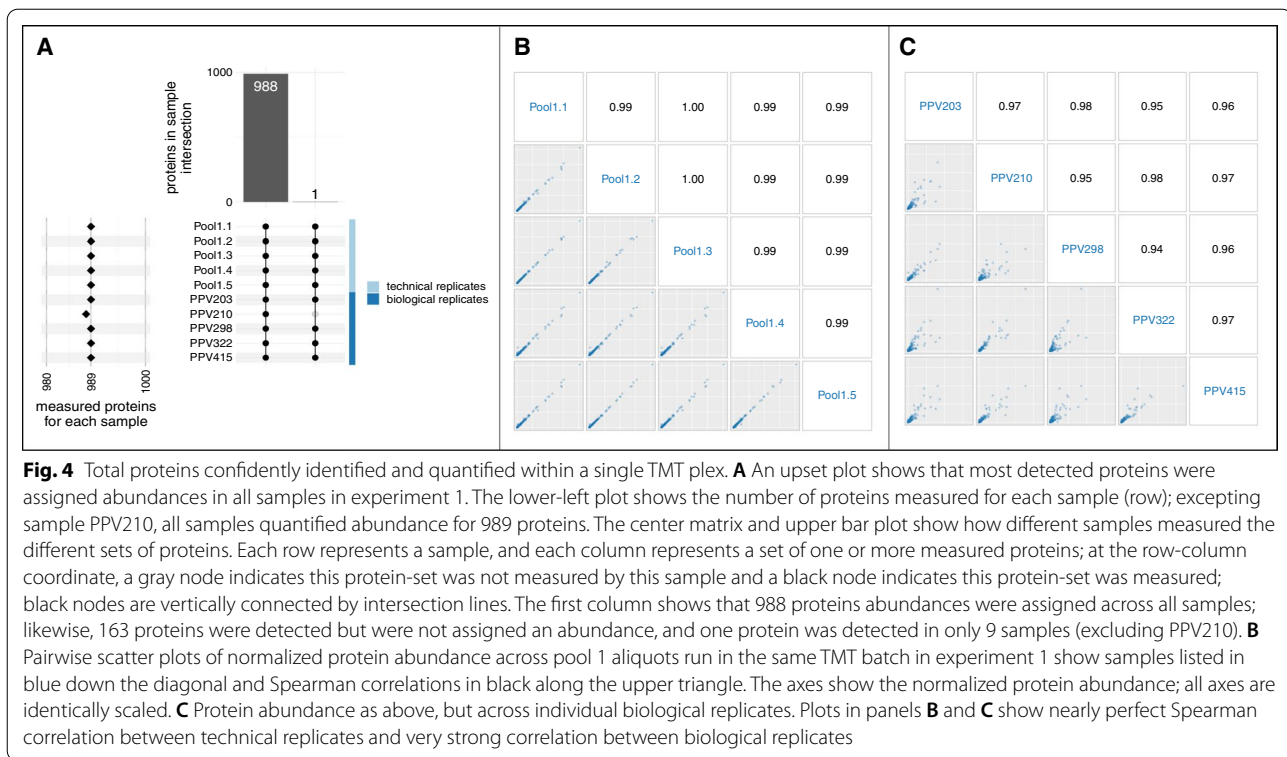 A
B
C
1000
988
1
0
proteins in sample
intersection
Pool1.1
Pool1.2
Pool1.3
Pool1.4
Pool1.5
PPV203
PPV210
PPV298
PPV322
PPV415
technical replicates
biological replicates
980
989
1000
measured proteins
for each sample
Pool1.1 0.99 1.00 0.99 0.99
Pool1.2 1.00 0.99 0.99
Pool1.3 0.99 0.99
Pool1.4 0.99
Pool1.5
PPV203 0.97 0.98 0.95 0.96
PPV210 0.95 0.98 0.97
PPV298 0.94 0.96
PPV322 0.97
PPV415
Fig. 4 Total proteins confidently identified and quantified within a single TMT plex. A An upset plot shows that most detected proteins were
assigned abundances in all samples in experiment 1. The lower-left plot shows the number of proteins measured for each sample (row); excepting
sample PPV210, all samples quantified abundance for 989 proteins. The center matrix and upper bar plot show how different samples measured the
different sets of proteins. Each row represents a sample, and each column represents a set of one or more measured proteins; at the row-column
coordinate, a gray node indicates this protein-set was not measured by this sample and a black node indicates this protein-set was measured;
black nodes are vertically connected by intersection lines. The first column shows that 988 proteins abundances were assigned across all samples;
likewise, 163 proteins were detected but were not assigned an abundance, and one protein was detected in only 9 samples (excluding PPV210). B
Pairwise scatter plots of normalized protein abundance across pool 1 aliquots run in the same TMT batch in experiment 1 show samples listed in
blue down the diagonal and Spearman correlations in black along the upper triangle. The axes show the normalized protein abundance; all axes are
identically scaled. C Protein abundance as above, but across individual biological replicates. Plots in panels B and C show nearly perfect Spearman
correlation between technical replicates and very strong correlation between biological replicates